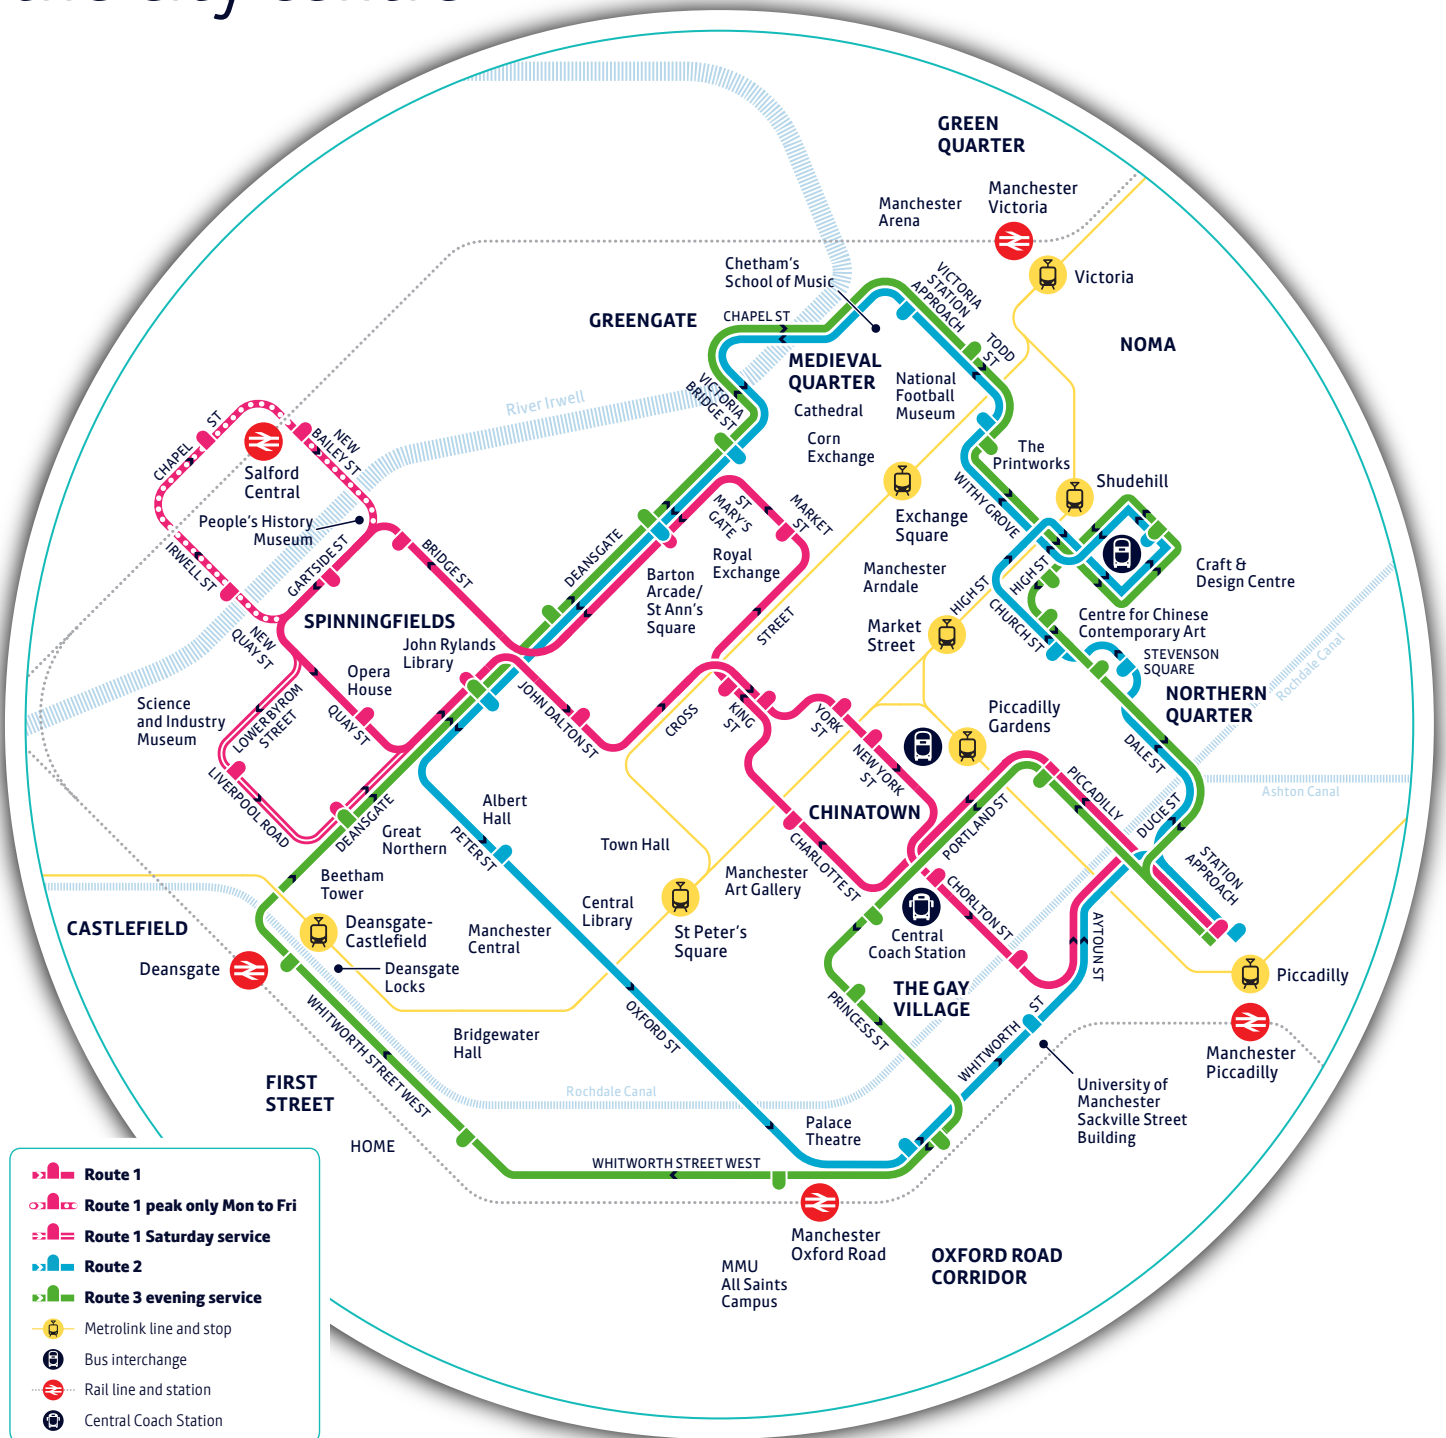 GREEN
QUARTER
Manchester
Victoria
Manchester
Arena
Victoria
Chetham's
School of Music
VICTORIA
STATION
APPROACH
GREENGATE
CHAPEL ST
TODD
ST
NOMA
MEDIEVAL
QUARTER
National
Football
Museum
VICTORIA
BRIDGE ST
River Irwell
Cathedral
Corn
Exchange
The
Printworks
CHAPEL
ST
NEW
BAILEY ST
Salford
Central
Shudehill
WITHY GROVE
People's History
Museum
ST
MARY'S
GATE
MARKET
ST
Exchange
Square
IRWELL ST
GARTSIDE ST
BRIDGE ST
DEANSGATE
Royal
Exchange
Manchester
Arndale
HIGH ST
HIGH ST
Craft &
Design Centre
Barton
Arcade/
St Ann's
Square
SPINNINGFIELDS
NEW
QUAY ST
John Rylands
Library
STREET
Market
Street
CHURCH ST
Centre for Chinese
Contemporary Art
STEVENSON
SQUARE
Rochdale Canal
Opera
House
NORTHERN
QUARTER
Science
and Industry
Museum
LOWER BYROM
STREET
QUAY ST
JOHN DALTON ST
CROSS
KING
ST
YORK
ST
Piccadilly
Gardens
DALE ST
NEW YORK
ST
LIVERPOOL ROAD
DEANSGATE
Great
Northern
Albert
Hall
PETER ST
CHINATOWN
PICCADILLY
PORTLAND ST
DUCIE ST
Ashton Canal
Town Hall
CHARLOTTE ST
STATION
APPROACH
Beetham
Tower
Manchester
Art Gallery
CHORLTON ST
CASTLEFIELD
Deansgate-
Castlefield
Central
Library
Manchester
Central
St Peter's
Square
Central
Coach Station
AYTOUN ST
Deansgate
Deansgate
Locks
Piccadilly
THE GAY
VILLAGE
WHITWORTH STREET WEST
Bridgewater
Hall
OXFORD ST
PRINCESS ST
WHITWORTH
ST
Manchester
Piccadilly
FIRST
STREET
Rochdale Canal
University of
Manchester
Sackville Street
Building
Palace
Theatre
HOME
WHITWORTH STREET WEST
Manchester
Oxford Road
OXFORD ROAD
CORRIDOR
MMU
All Saints
Campus
Route 1
Route 1 peak only Mon to Fri
Route 1 Saturday service
Route 2
Route 3 evening service
Metrolink line and stop
Bus interchange
Rail line and station
Central Coach Station